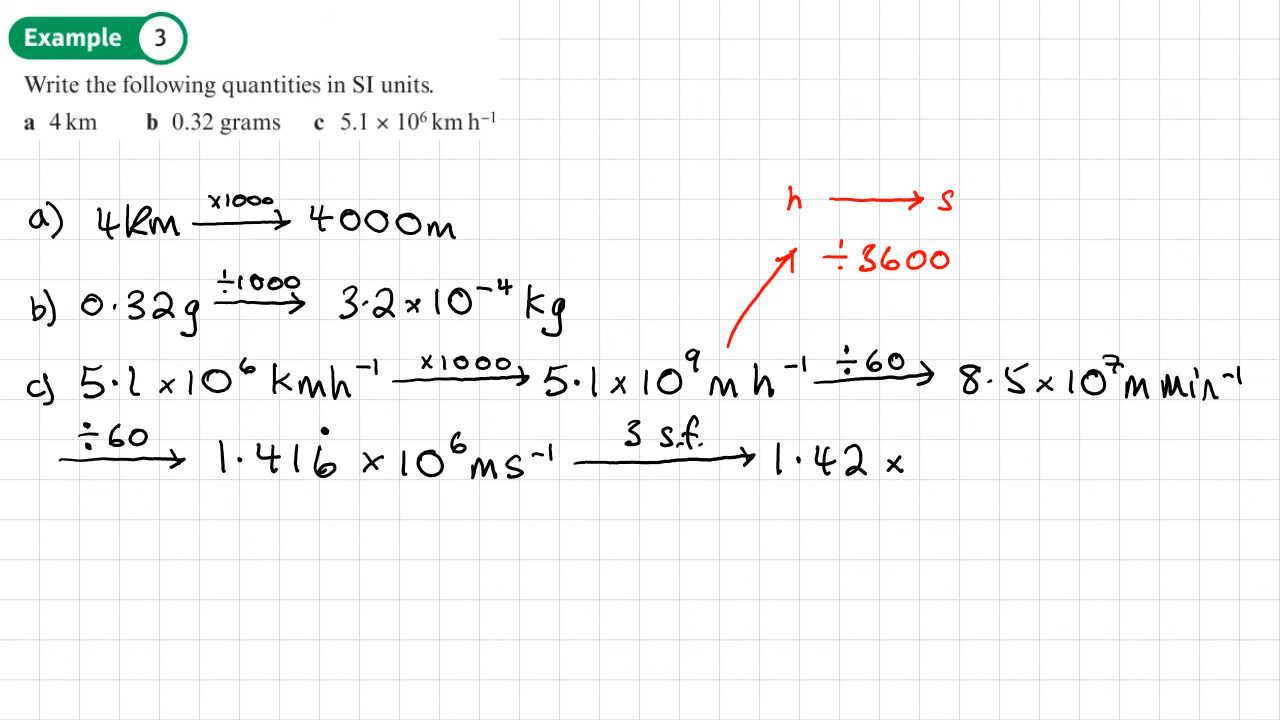 Example 3
Write the following quantities in SI units.
a 4 km b 0.32 grams c 5.1 × 10⁶ km h⁻¹
h ⟶ s
÷3600
a) 4km —×1000→ 4000m
b) 0.32g —÷1000→ 3.2 × 10⁻⁴ kg
c) 5.1 × 10⁶ kmh⁻¹ —×1000→ 5.1 × 10⁹ m h⁻¹ —÷60→ 8.5 × 10⁷ m min⁻¹
—÷60→ 1.416̇ × 10⁶ ms⁻¹ —3 s.f.→ 1.42 ×